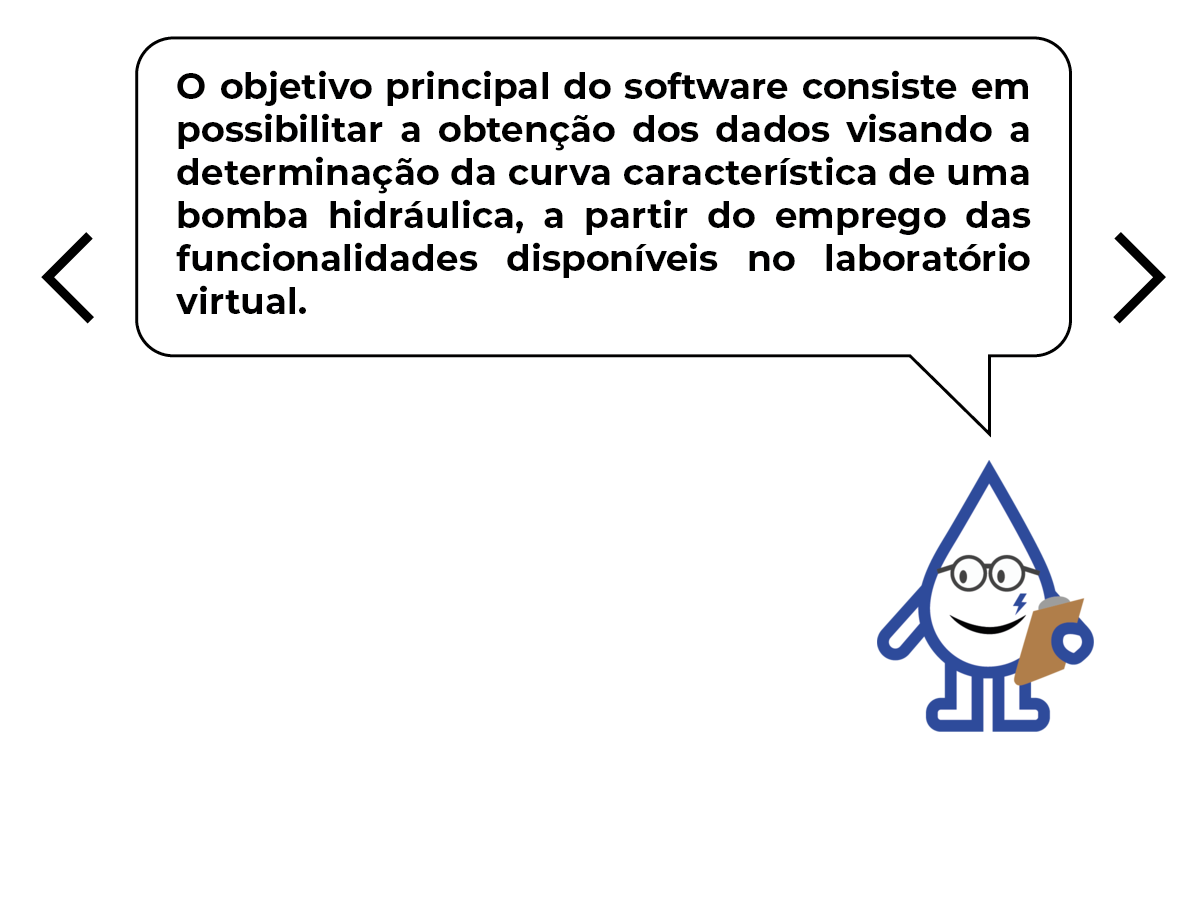 O objetivo principal do software consiste em
possibilitar a obtenção dos dados visando a
determinação da curva característica de uma
bomba hidráulica, a partir do emprego das
funcionalidades disponíveis no laboratório
virtual.